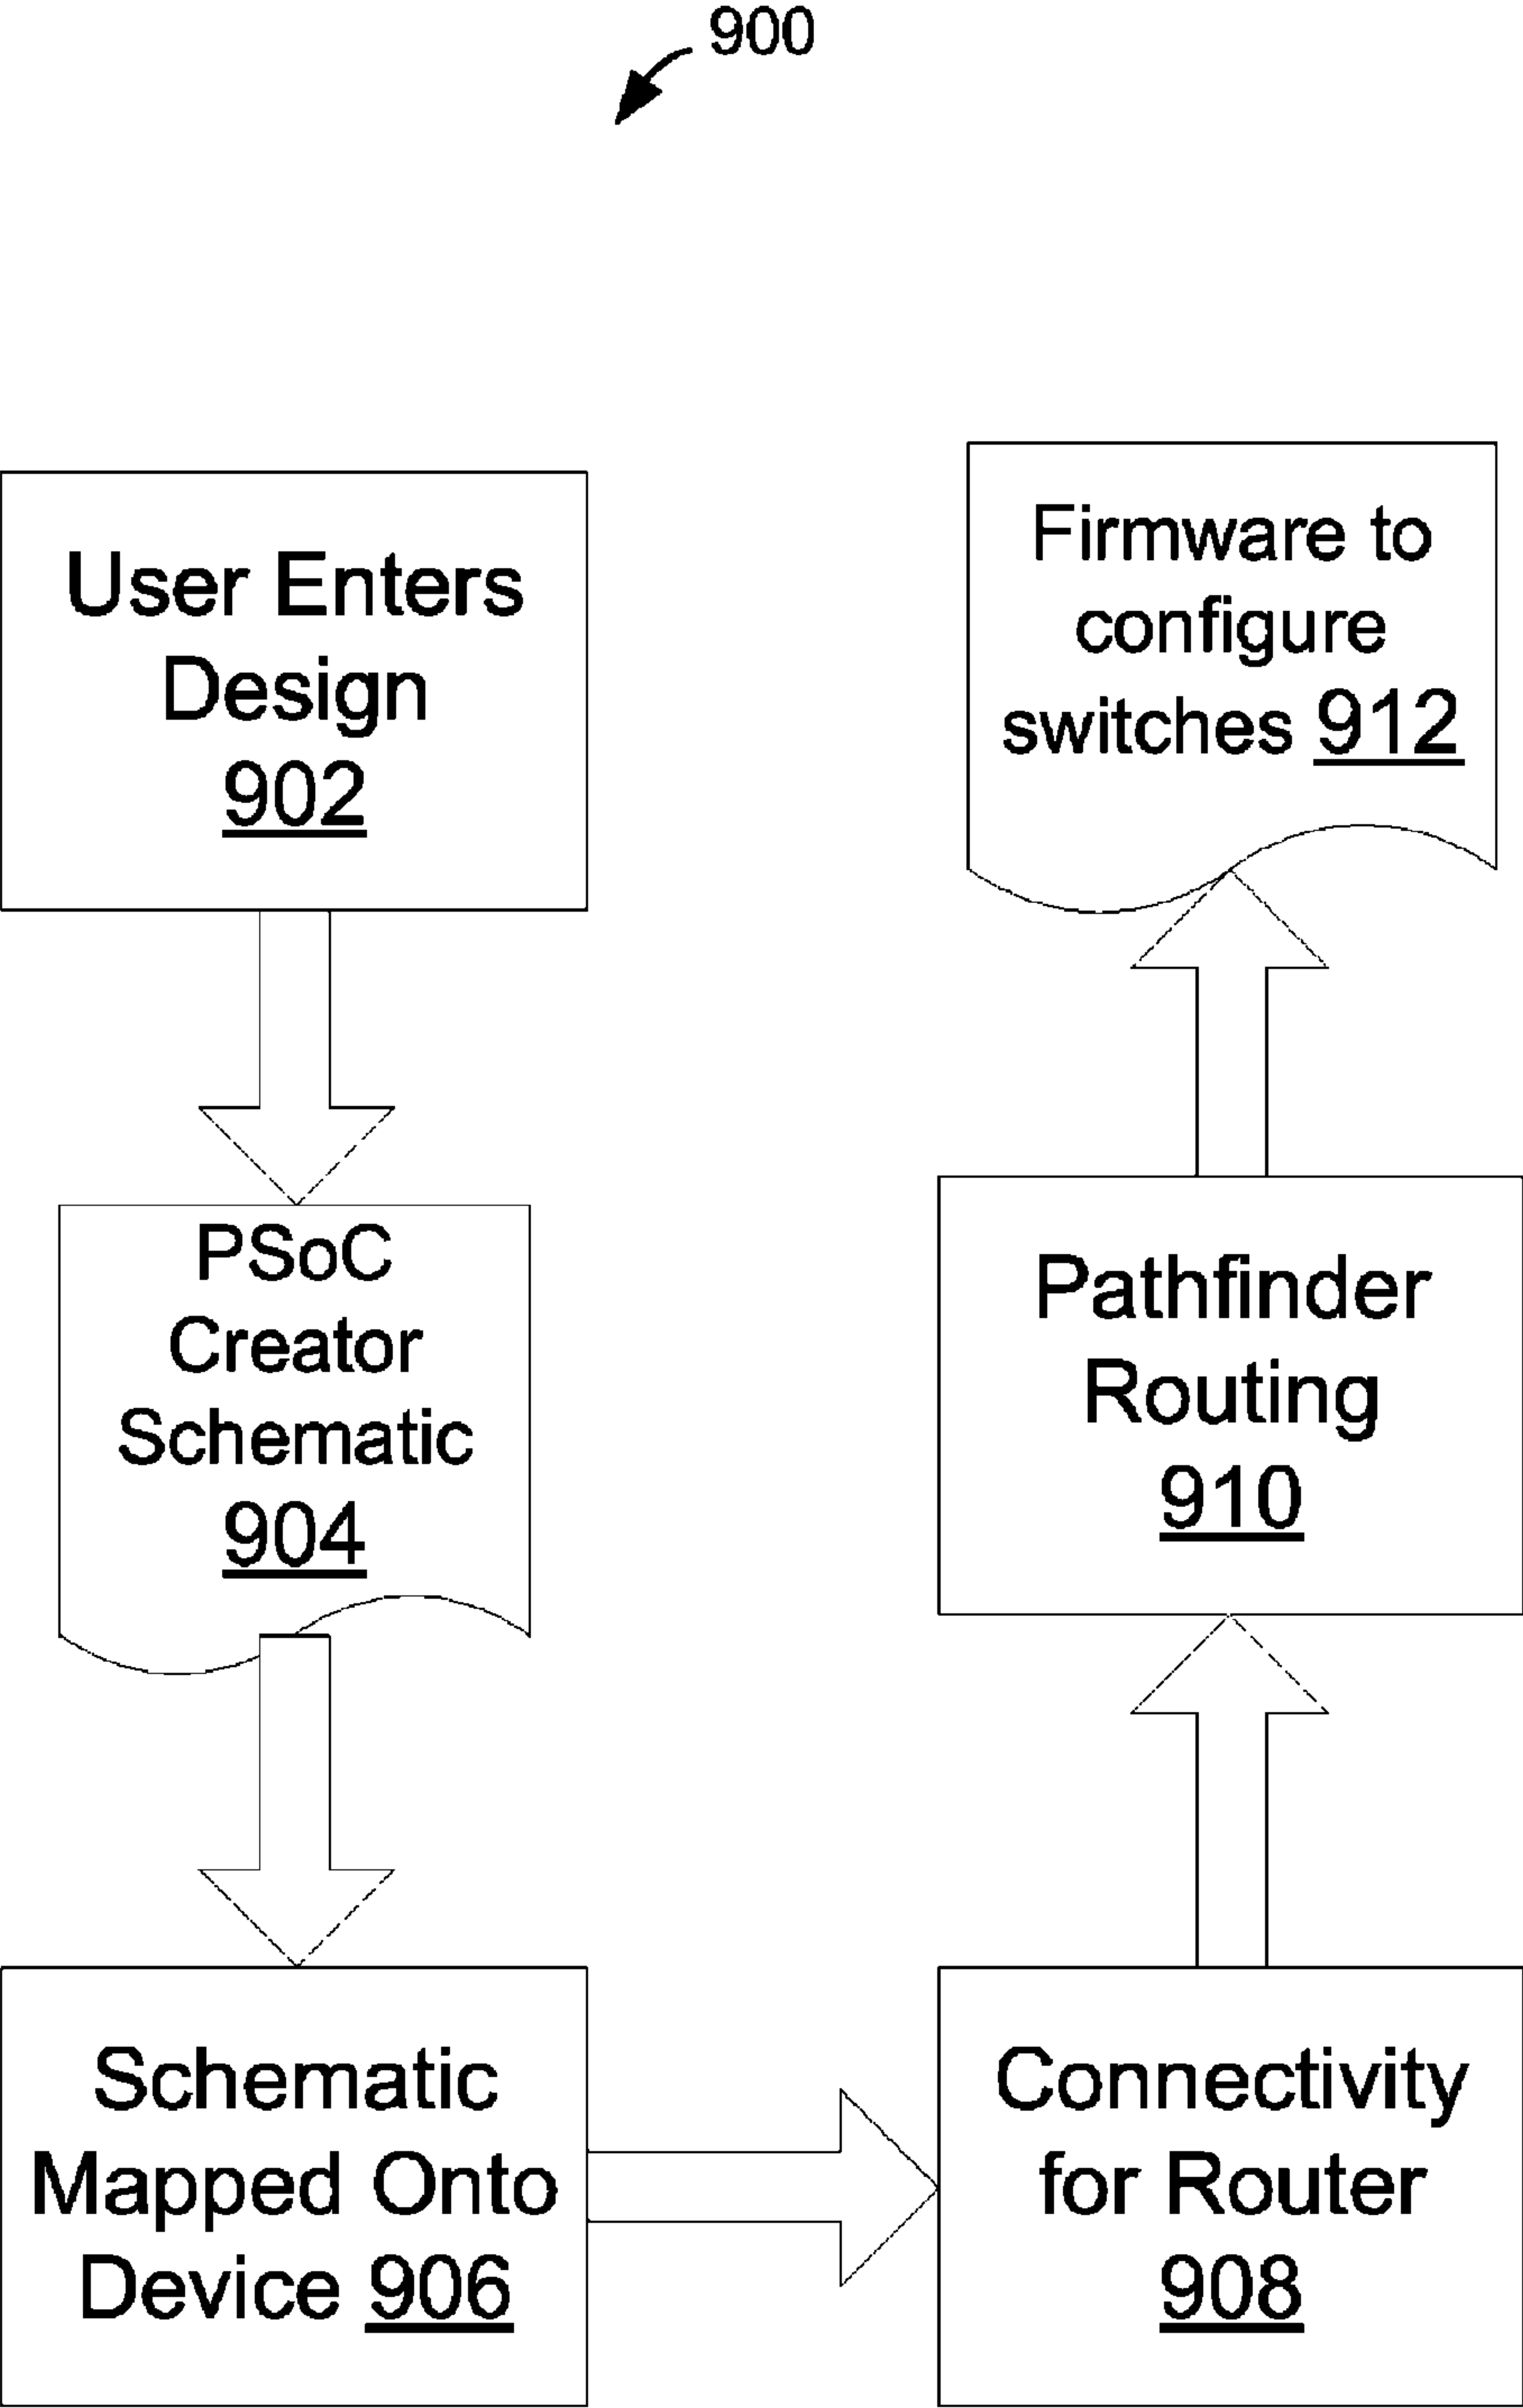 900
User Enters
Design
902
PSoC
Creator
Schematic
904
Schematic
Mapped Onto
Device 906
Connectivity
for Router
908
Pathfinder
Routing
910
Firmware to
configure
switches 912